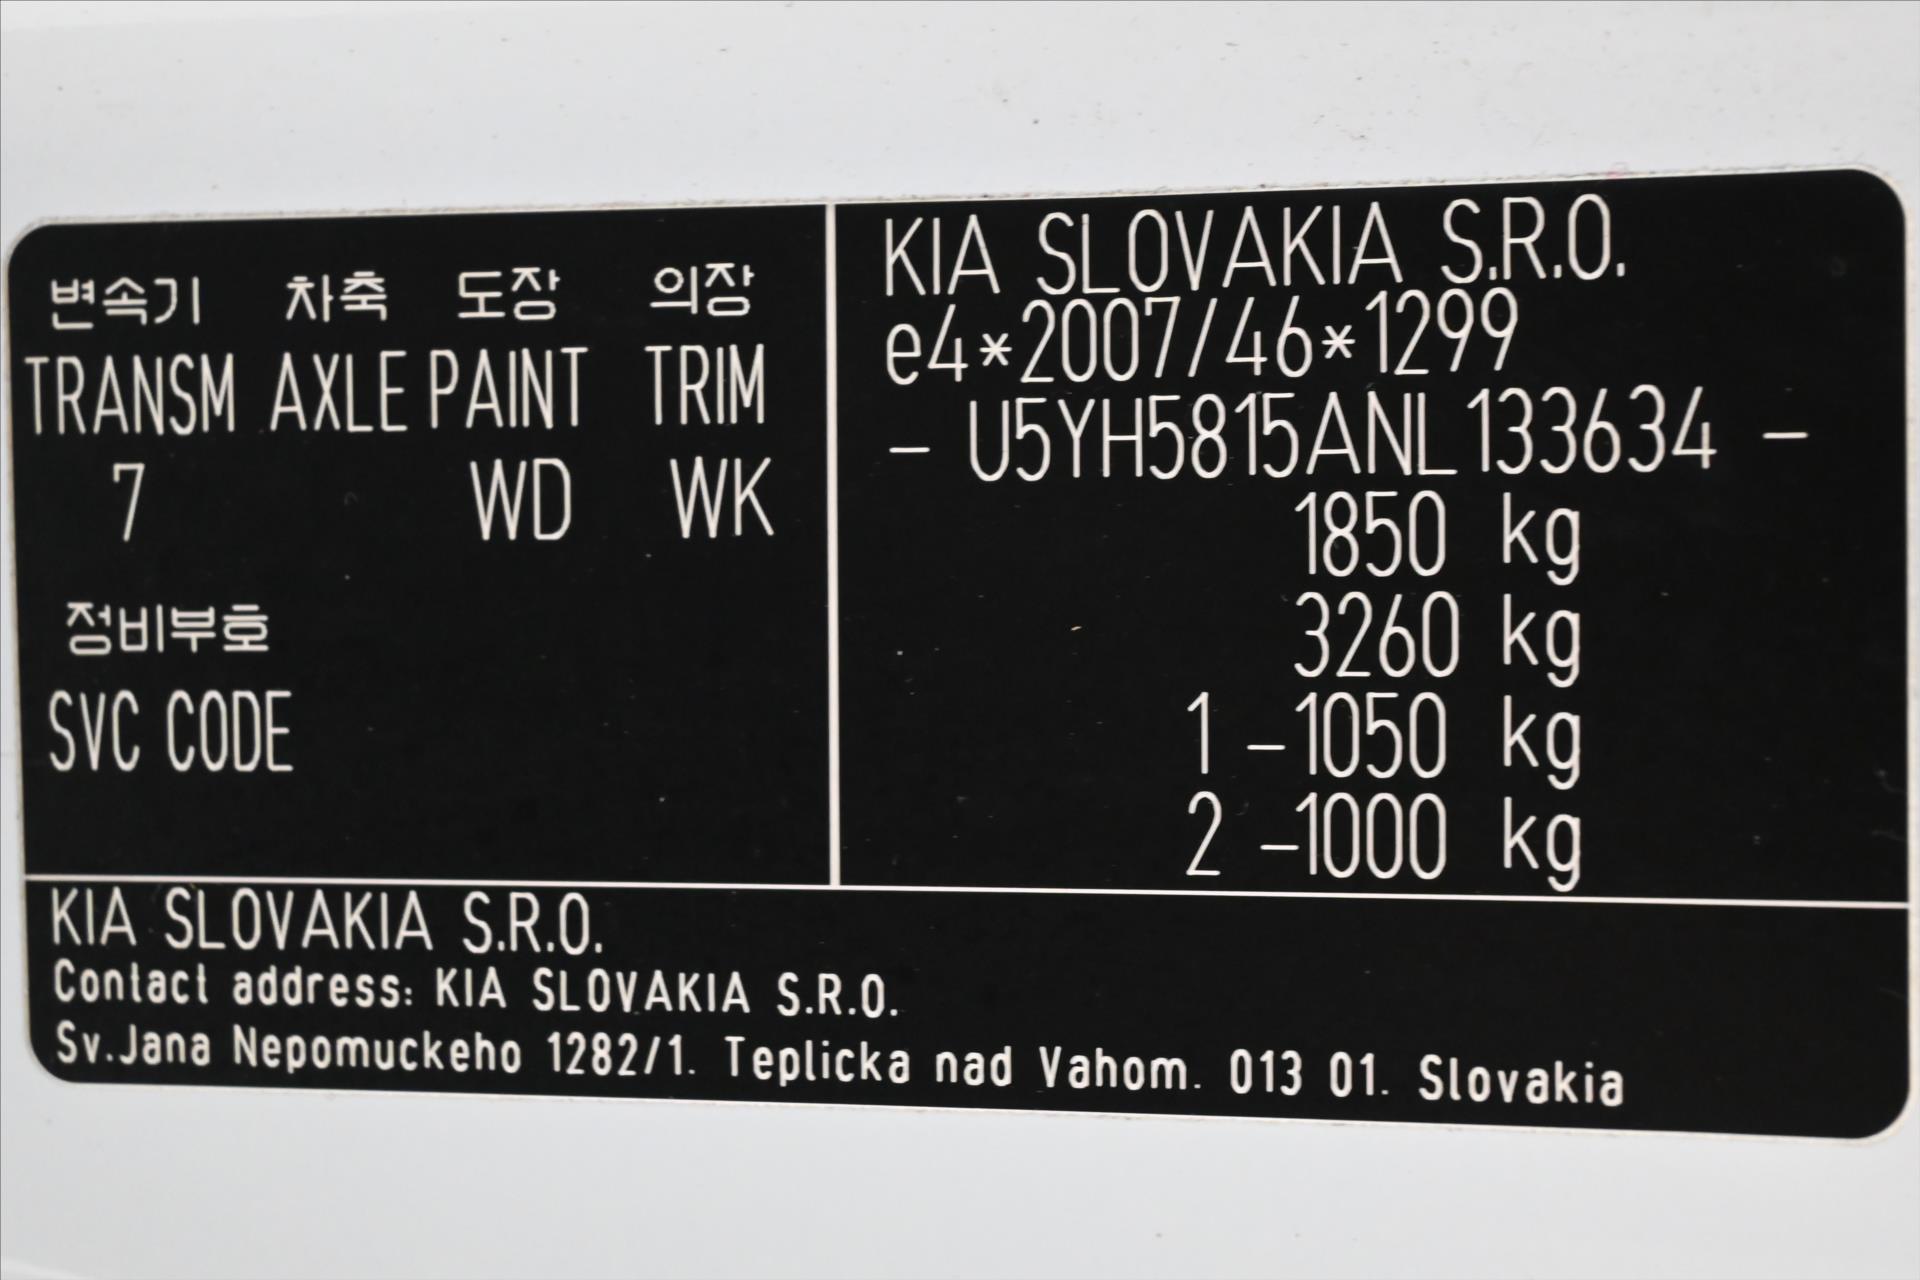 변속기 차축 도장 의장
TRANSM AXLE PAINT TRIM
7 WD WK
정비부호
SVC CODE
KIA SLOVAKIA S.R.O.
e4*2007/46*1299
- U5YH5815ANL133634 -
1850 kg
3260 kg
1 -1050 kg
2 -1000 kg
KIA SLOVAKIA S.R.O.
Contact address: KIA SLOVAKIA S.R.O.
Sv.Jana Nepomuckeho 1282/1. Teplicka nad Vahom. 013 01. Slovakia